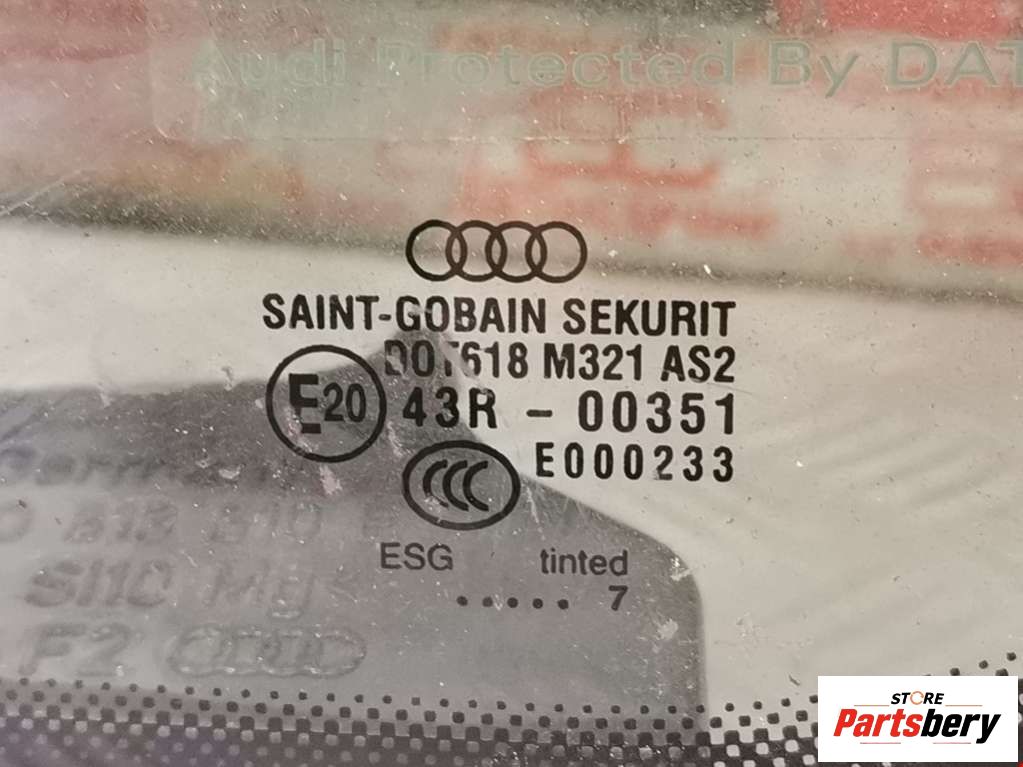 Audi Protected By DAT
SAINT-GOBAIN SEKURIT
DOT618 M321 AS2
E20 43R - 00351
E000233
CCC
ESG tinted
..... 7
F2
STORE
Partsbery